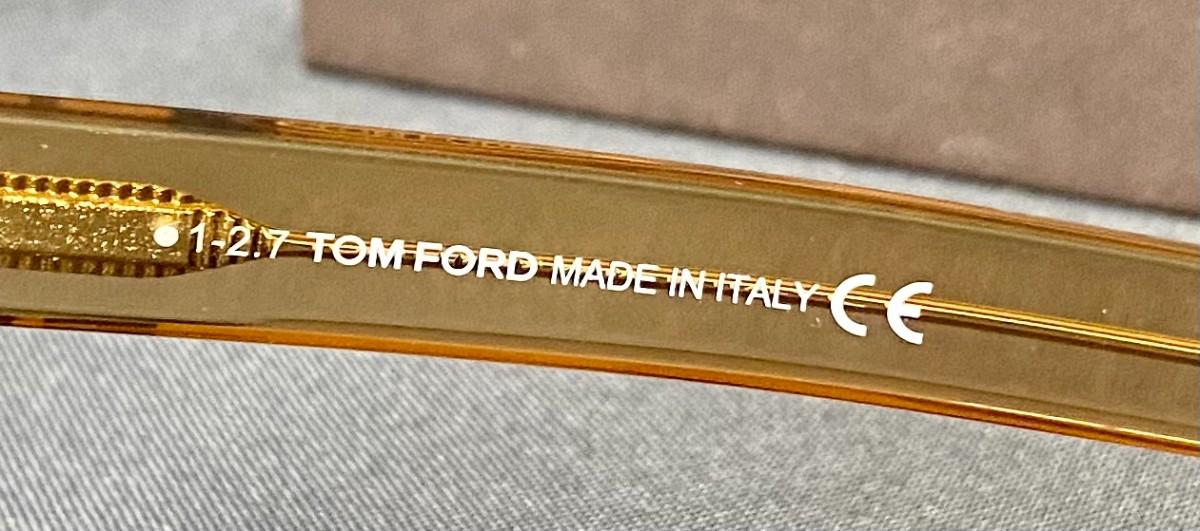 1-2.7 TOM FORD MADE IN ITALY CE